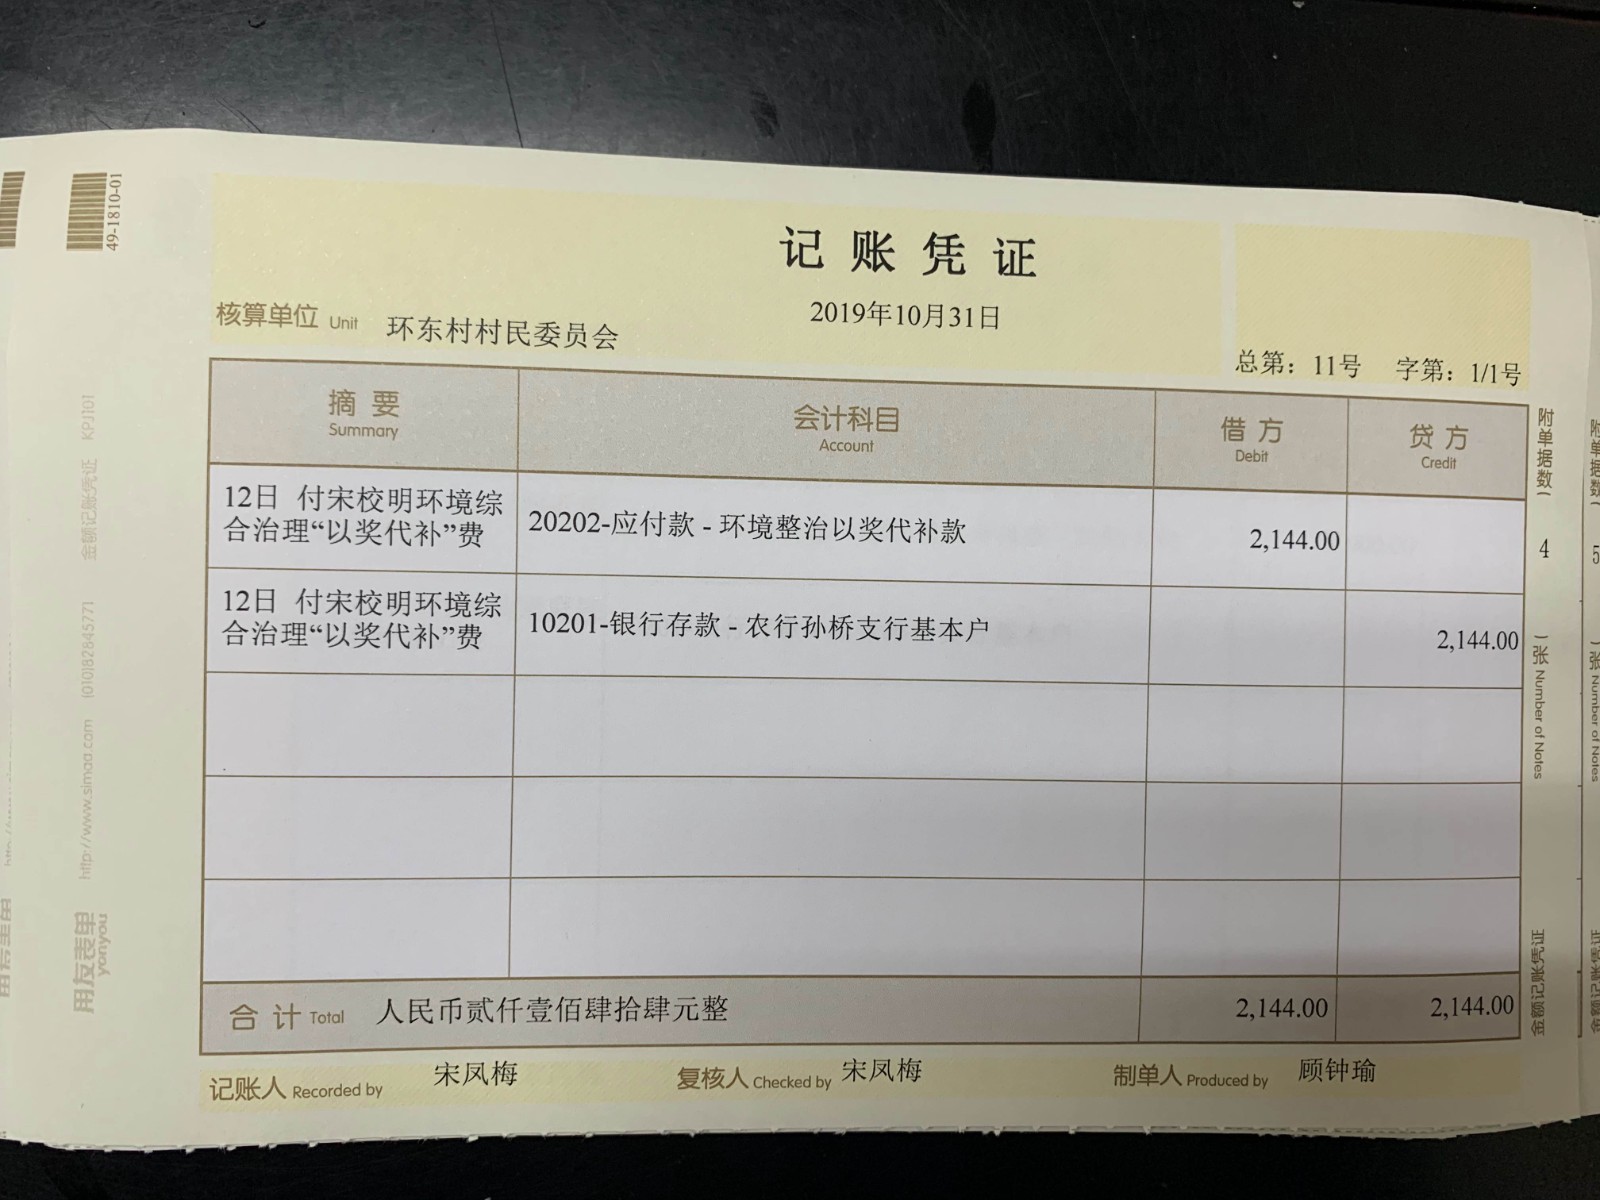 记账凭证
2019年10月31日
核算单位 Unit 环东村村民委员会
总第：11号 字第：1/1号
摘要 会计科目 借方 贷方
Summary Account Debit Credit
12日 付宋校明环境综
合治理“以奖代补”费
20202-应付款 - 环境整治以奖代补款
2,144.00
12日 付宋校明环境综
合治理“以奖代补”费
10201-银行存款 - 农行孙桥支行基本户
2,144.00
合计 Total 人民币贰仟壹佰肆拾肆元整 2,144.00 2,144.00
记账人 Recorded by 宋凤梅 复核人 Checked by 宋凤梅 制单人 Produced by 顾钟瑜
附单据数( 4 )张 Number of Notes 金额记账凭证
49-1810-01
用友表单 http://www.simaa.com (010)82845771 金额记账凭证 KPJ101
yonyou
5
Number of Notes